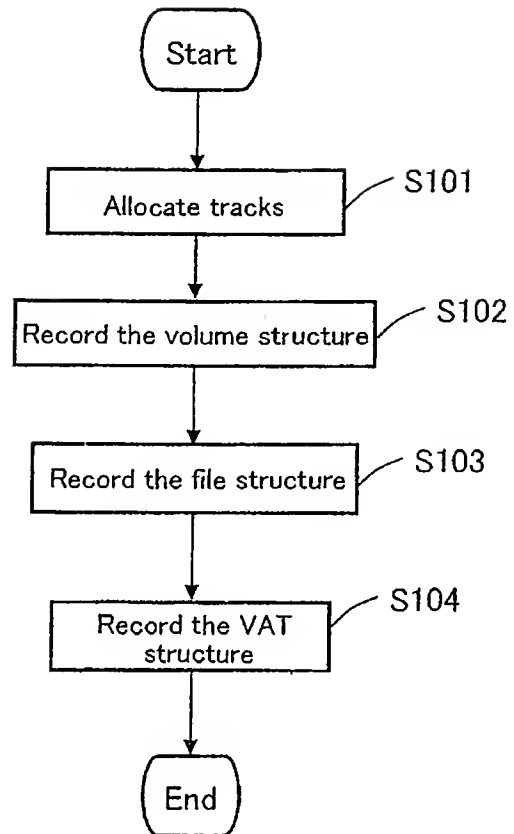 Start
Allocate tracks
S101
Record the volume structure
S102
Record the file structure
S103
Record the VAT
structure
S104
End